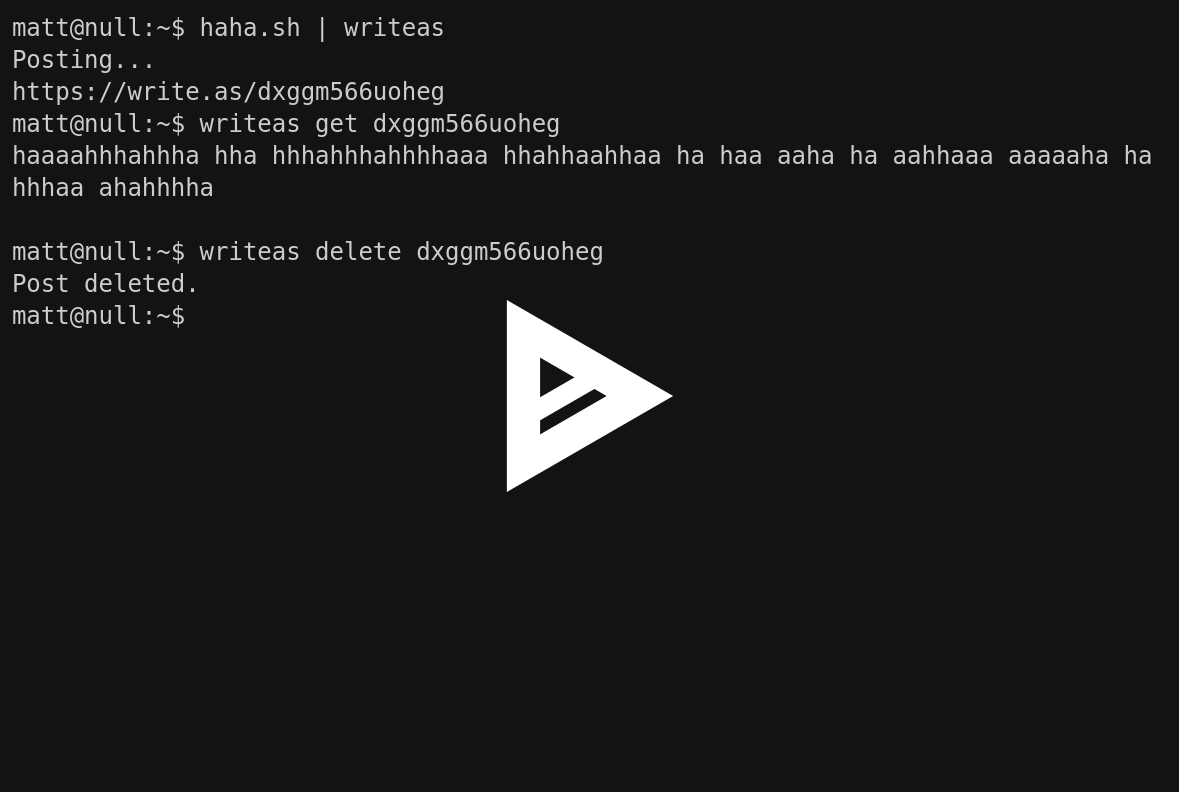 matt@null:~$ haha.sh | writeas
Posting...
https://write.as/dxggm566uoheg
matt@null:~$ writeas get dxggm566uoheg
haaaahhhahhha hha hhhahhhahhhhaaa hhahhaahhaa ha haa aaha ha aahhaaa aaaaaha ha
hhhaa ahahhhha
matt@null:~$ writeas delete dxggm566uoheg
Post deleted.
matt@null:~$